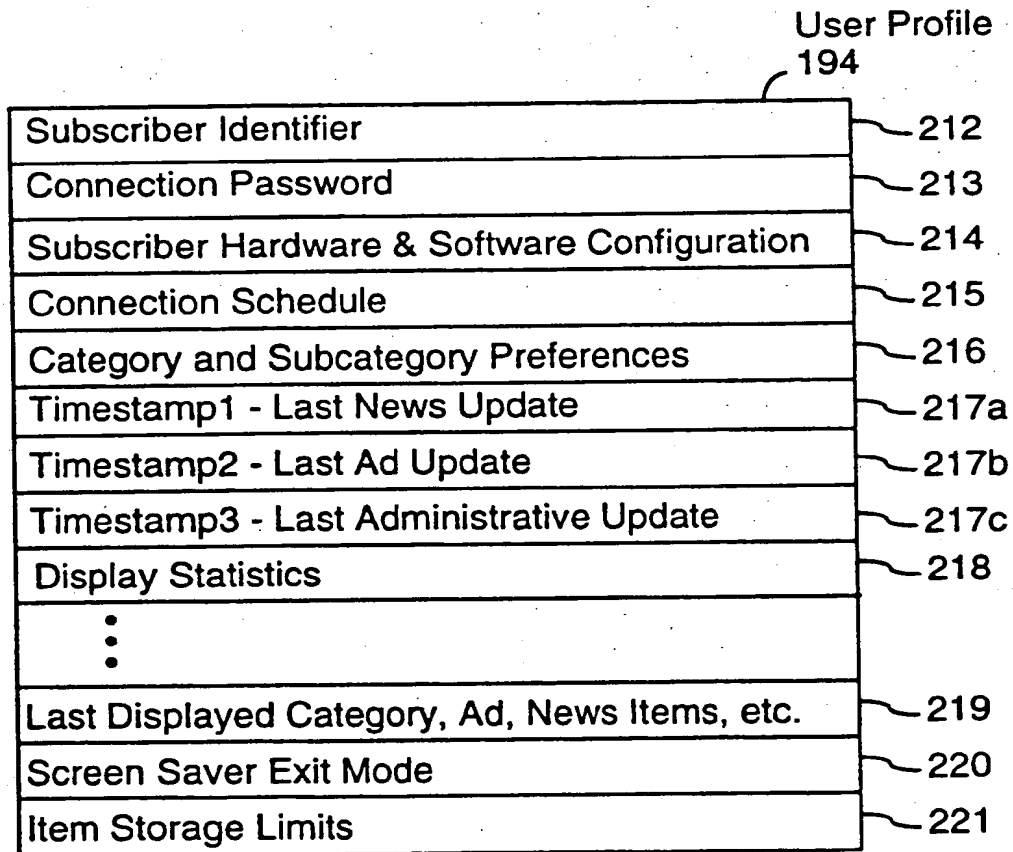 User Profile
194
Subscriber Identifier 212
Connection Password 213
Subscriber Hardware & Software Configuration 214
Connection Schedule 215
Category and Subcategory Preferences 216
Timestamp1 - Last News Update 217a
Timestamp2 - Last Ad Update 217b
Timestamp3 - Last Administrative Update 217c
Display Statistics 218
Last Displayed Category, Ad, News Items, etc. 219
Screen Saver Exit Mode 220
Item Storage Limits 221